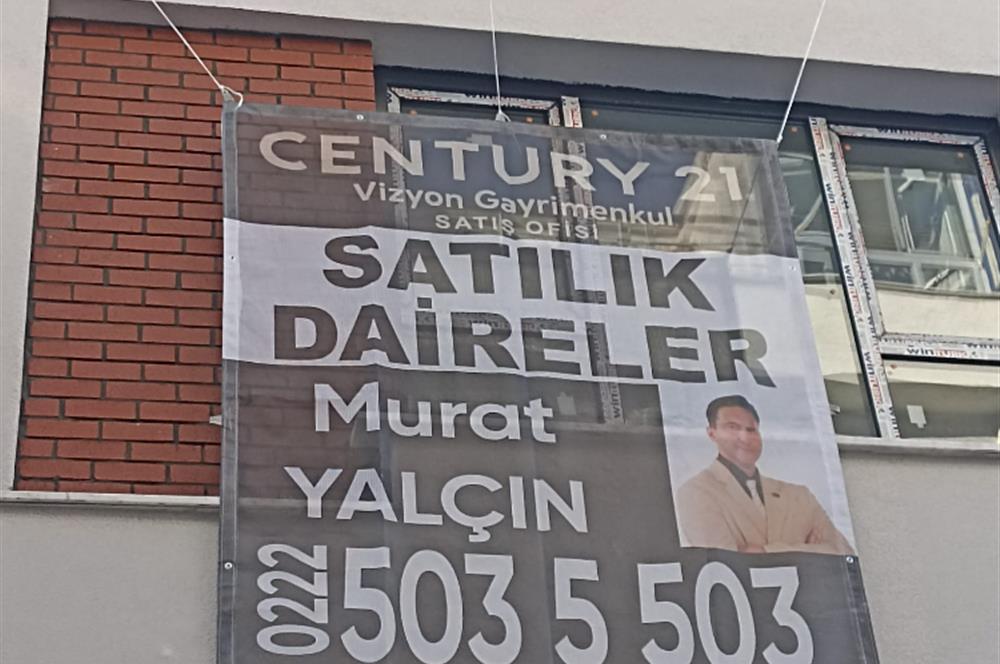 CENTURY 21
Vizyon Gayrimenkul
SATIŞ OFİSİ
SATILIK
DAİRELER
Murat
YALÇIN
0222 503 5 503